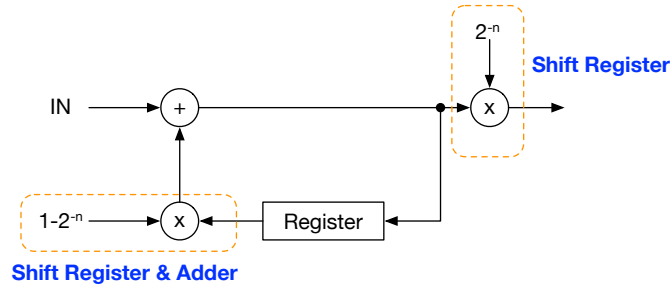 2-n
Shift Register
IN
+
x
1-2-n
x
Register
Shift Register & Adder